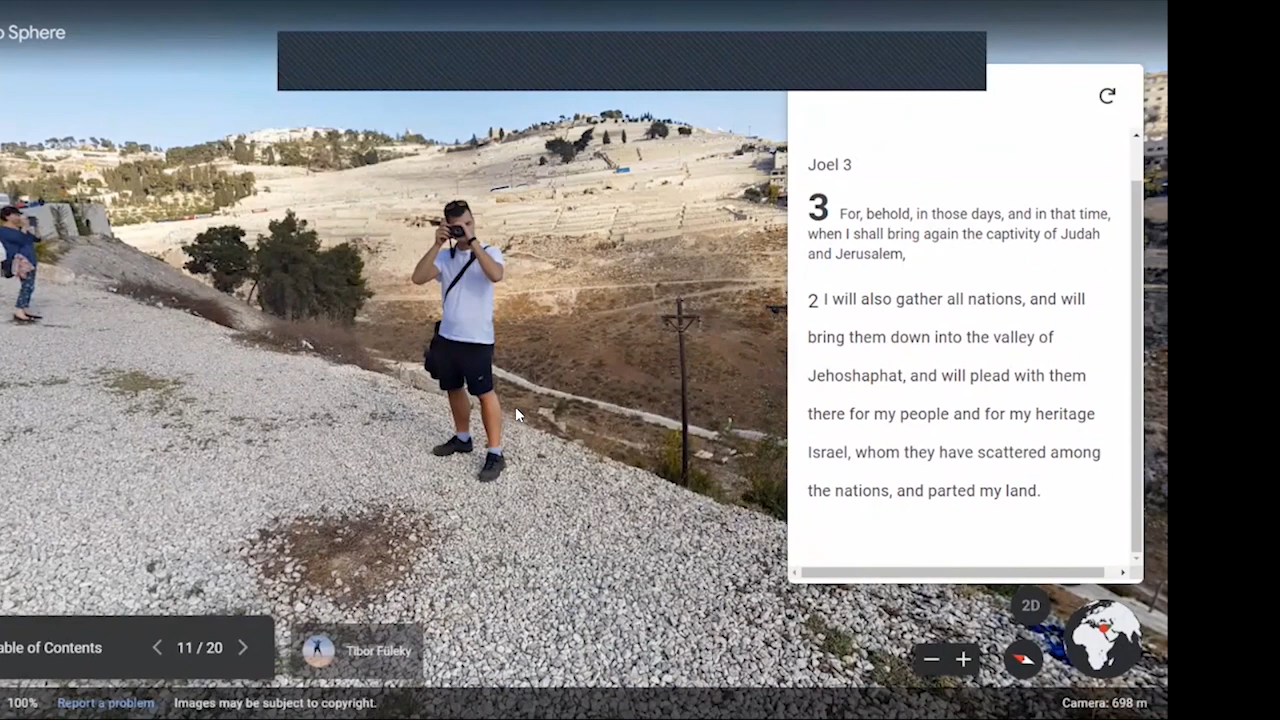 Sphere
Joel 3
3 For, behold, in those days, and in that time,
when I shall bring again the captivity of Judah
and Jerusalem,
2 I will also gather all nations, and will
bring them down into the valley of
Jehoshaphat, and will plead with them
there for my people and for my heritage
Israel, whom they have scattered among
the nations, and parted my land.
2D
able of Contents
11 / 20
Tibor Füleky
100%
Report a problem
Images may be subject to copyright.
Camera: 698 m